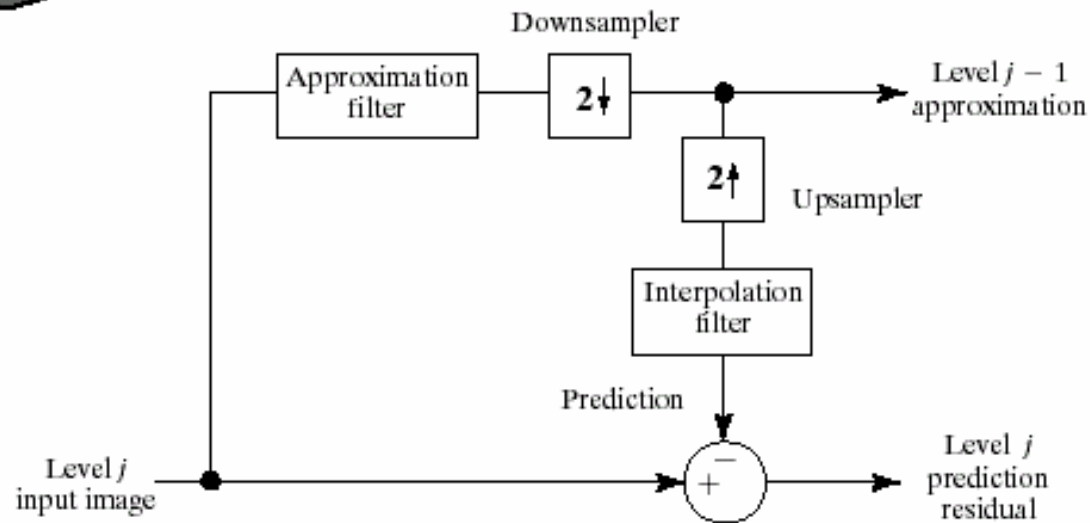 Downsampler
Approximation
filter
2↓
Level j − 1
approximation
2↑
Upsampler
Interpolation
filter
Prediction
Level j
input image
+
−
Level j
prediction
residual